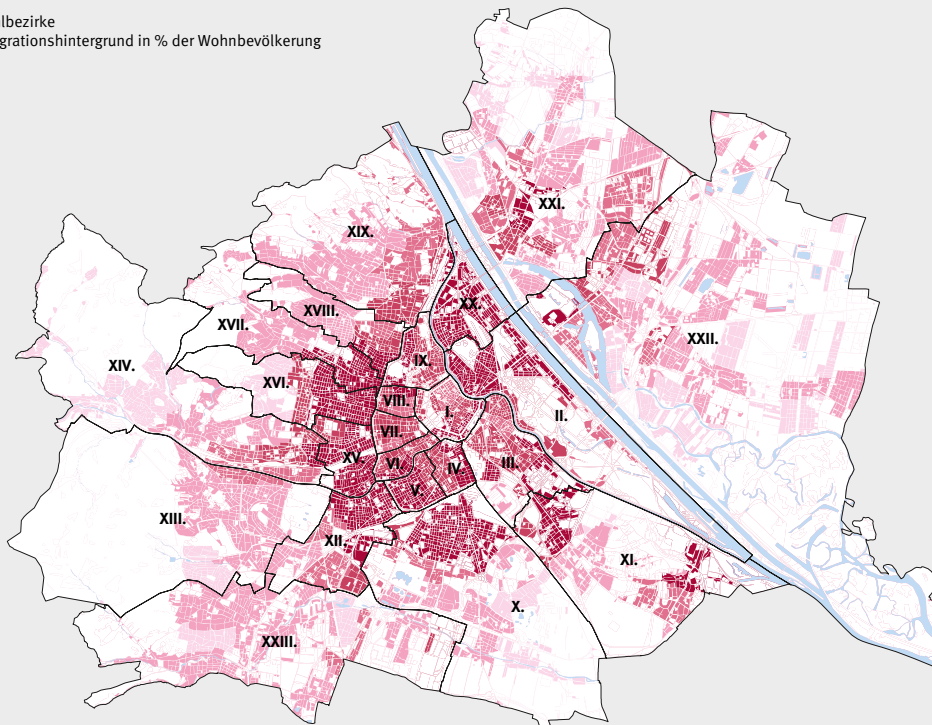 lbezirke
grationshintergrund in % der Wohnbevölkerung
XXI.
XIX.
XX.
XVIII.
XVII.
XXII.
IX.
XIV.
XVI.
VIII.
I.
II.
VII.
XV.
VI.
IV.
III.
V.
XIII.
XII.
XI.
X.
XXIII.